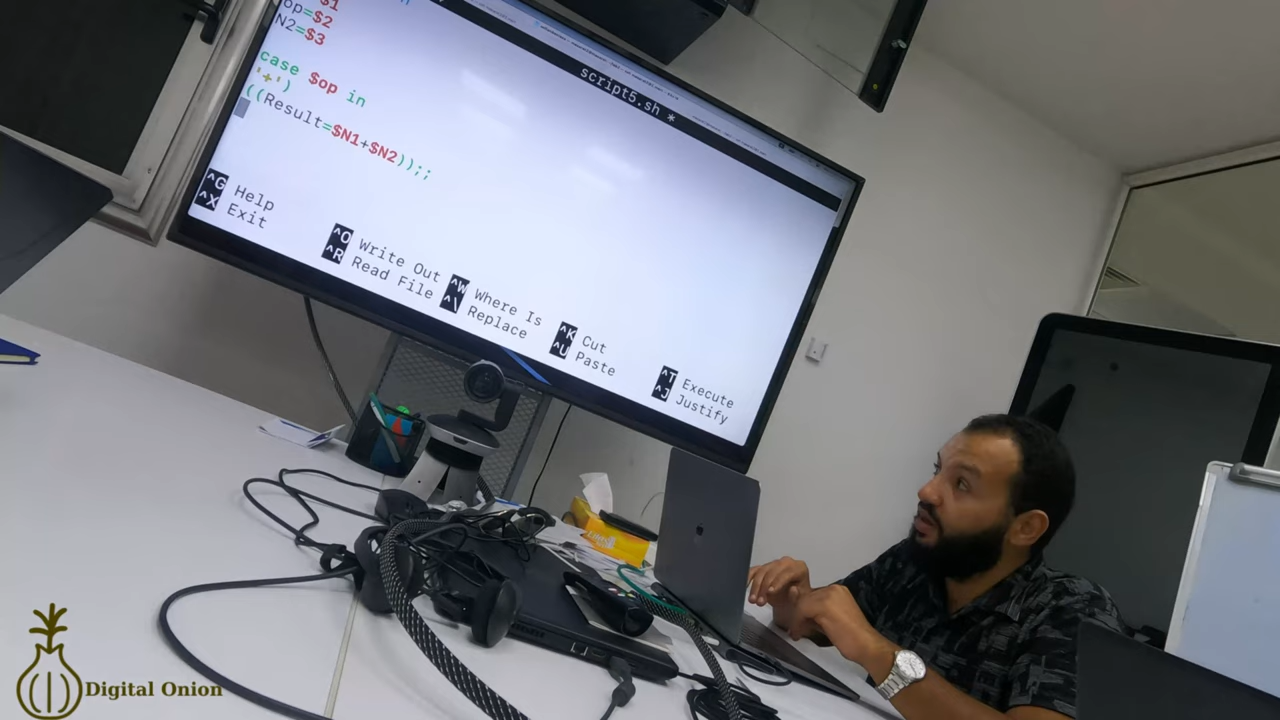 op=$2
N2=$3
case $op in
'+')
((Result=$N1+$N2));;
script5.sh *
^G Help
^X Exit
^O Write Out
^R Read File
^W Where Is
^\ Replace
^K Cut
^U Paste
^T Execute
^J Justify
Digital Onion